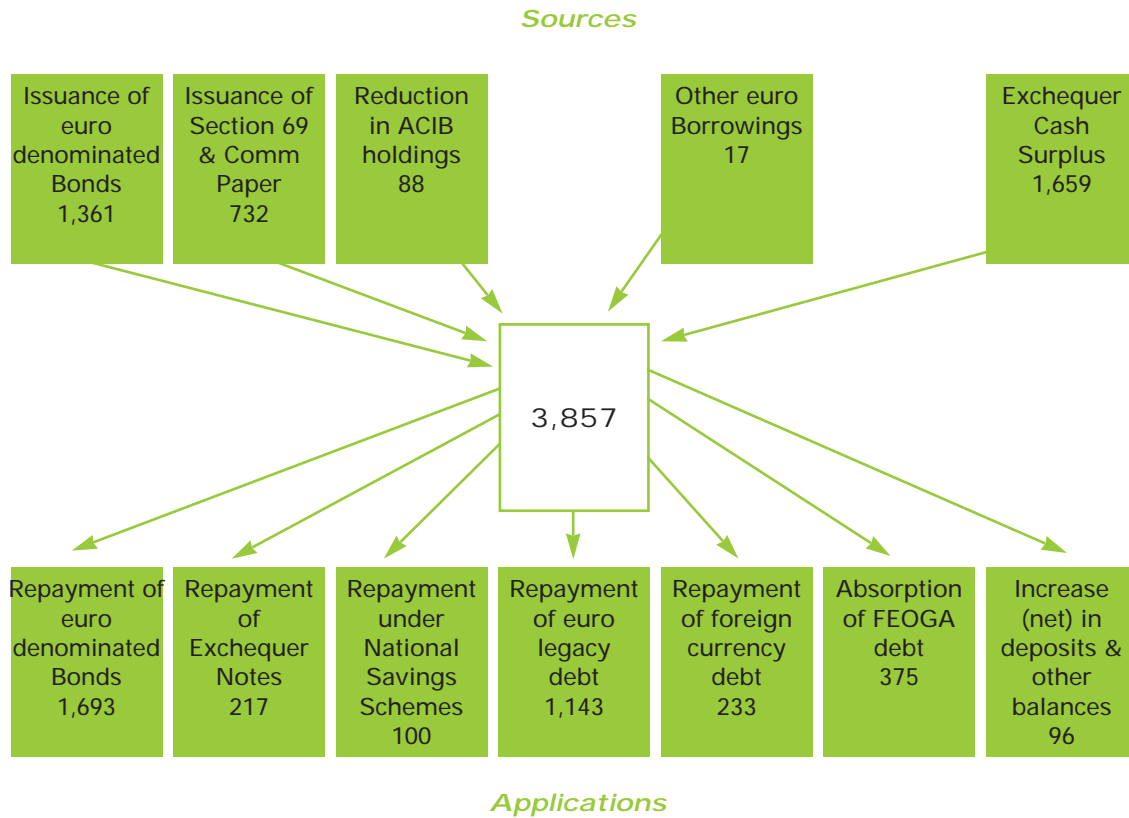 Sources
Issuance of
euro
denominated
Bonds
1,361
Issuance of
Section 69
& Comm
Paper
732
Reduction
in ACIB
holdings
88
Other euro
Borrowings
17
Exchequer
Cash
Surplus
1,659
3,857
Repayment of
euro
denominated
Bonds
1,693
Repayment
of
Exchequer
Notes
217
Repayment
under
National
Savings
Schemes
100
Repayment
of euro
legacy
debt
1,143
Repayment
of foreign
currency
debt
233
Absorption
of FEOGA
debt
375
Increase
(net) in
deposits &
other
balances
96
Applications